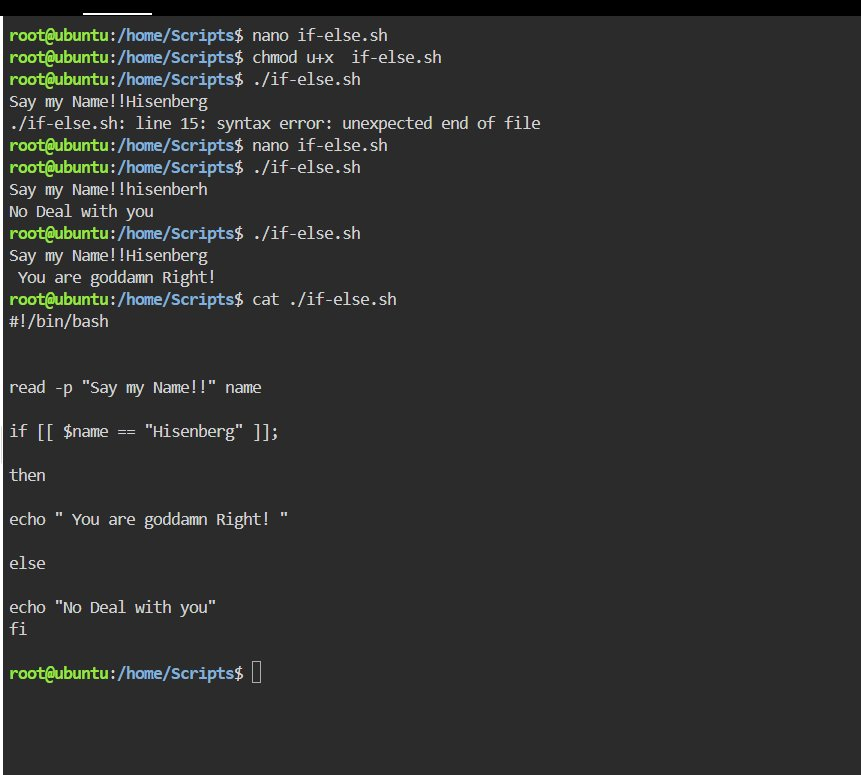 root@ubuntu:/home/Scripts$ nano if-else.sh
root@ubuntu:/home/Scripts$ chmod u+x  if-else.sh
root@ubuntu:/home/Scripts$ ./if-else.sh
Say my Name!!Hisenberg
./if-else.sh: line 15: syntax error: unexpected end of file
root@ubuntu:/home/Scripts$ nano if-else.sh
root@ubuntu:/home/Scripts$ ./if-else.sh
Say my Name!!hisenberh
No Deal with you
root@ubuntu:/home/Scripts$ ./if-else.sh
Say my Name!!Hisenberg
 You are goddamn Right!
root@ubuntu:/home/Scripts$ cat ./if-else.sh
#!/bin/bash
read -p "Say my Name!!" name
if [[ $name == "Hisenberg" ]];
then
echo " You are goddamn Right! "
else
echo "No Deal with you"
fi
root@ubuntu:/home/Scripts$